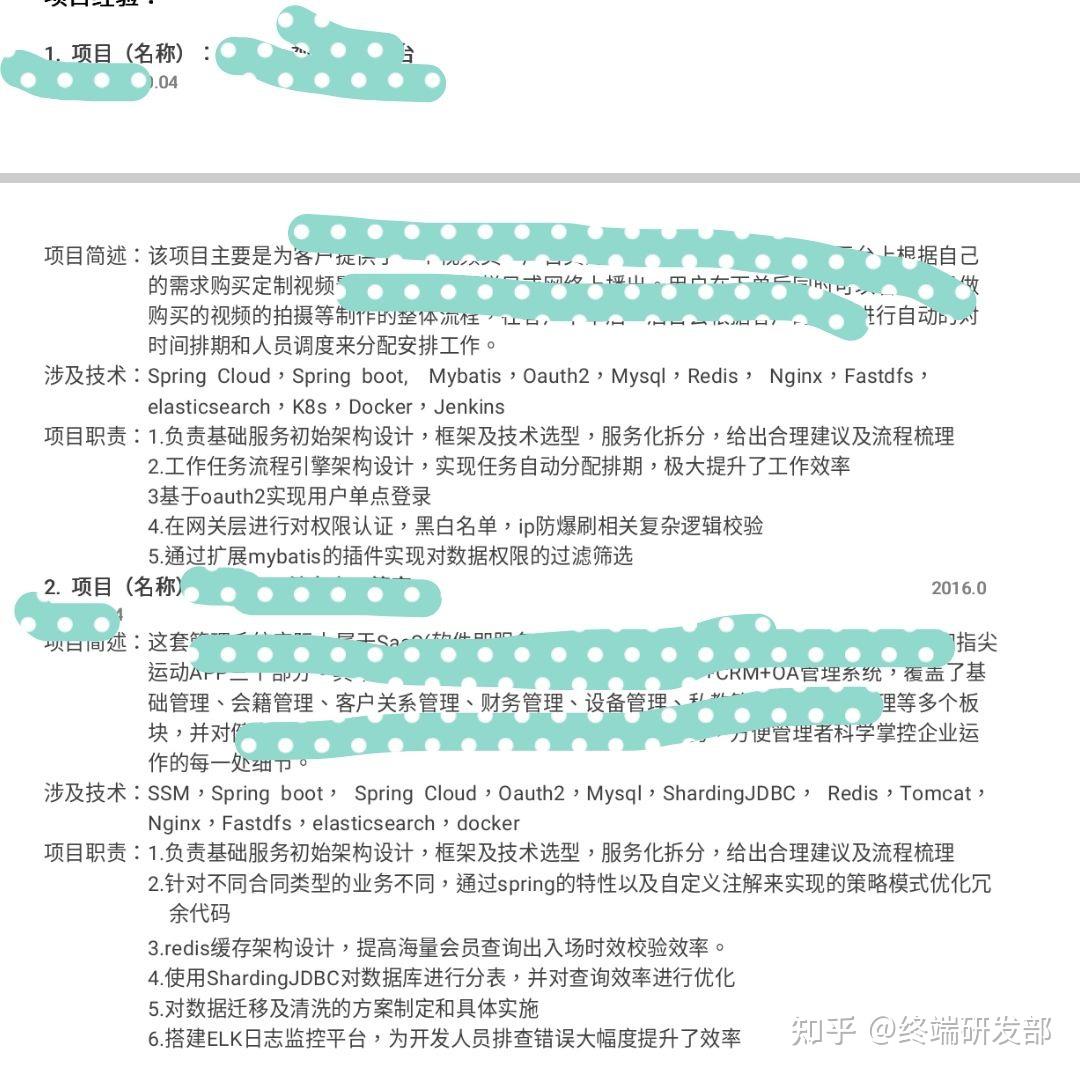 项目经验：
1. 项目（名称）： 台
.04
项目简述：该项目主要是为客户提供了一 台上根据自己
的需求购买定制视频 做
购买的视频的拍摄等制作的整体流程， 进行自动的对
时间排期和人员调度来分配安排工作。
涉及技术：Spring Cloud，Spring boot, Mybatis，Oauth2，Mysql，Redis， Nginx，Fastdfs，
elasticsearch，K8s，Docker，Jenkins
项目职责：1.负责基础服务初始架构设计，框架及技术选型，服务化拆分，给出合理建议及流程梳理
2.工作任务流程引擎架构设计，实现任务自动分配排期，极大提升了工作效率
3基于oauth2实现用户单点登录
4.在网关层进行对权限认证，黑白名单，ip防爆刷相关复杂逻辑校验
5.通过扩展mybatis的插件实现对数据权限的过滤筛选
2. 项目（名称） 2016.0
4
项目简述：这套 指尖
运动APP三个部分 +CRM+OA管理系统，覆盖了基
础管理、会籍管理、客户关系管理、财务管理、设备管理、私教 理等多个板
块，并对 方便管理者科学掌控企业运
作的每一处细节。
涉及技术：SSM，Spring boot， Spring Cloud，Oauth2，Mysql，ShardingJDBC， Redis，Tomcat，
Nginx，Fastdfs，elasticsearch，docker
项目职责：1.负责基础服务初始架构设计，框架及技术选型，服务化拆分，给出合理建议及流程梳理
2.针对不同合同类型的业务不同，通过spring的特性以及自定义注解来实现的策略模式优化冗
余代码
3.redis缓存架构设计，提高海量会员查询出入场时效校验效率。
4.使用ShardingJDBC对数据库进行分表，并对查询效率进行优化
5.对数据迁移及清洗的方案制定和具体实施
6.搭建ELK日志监控平台，为开发人员排查错误大幅度提升了效率
知乎 @终端研发部